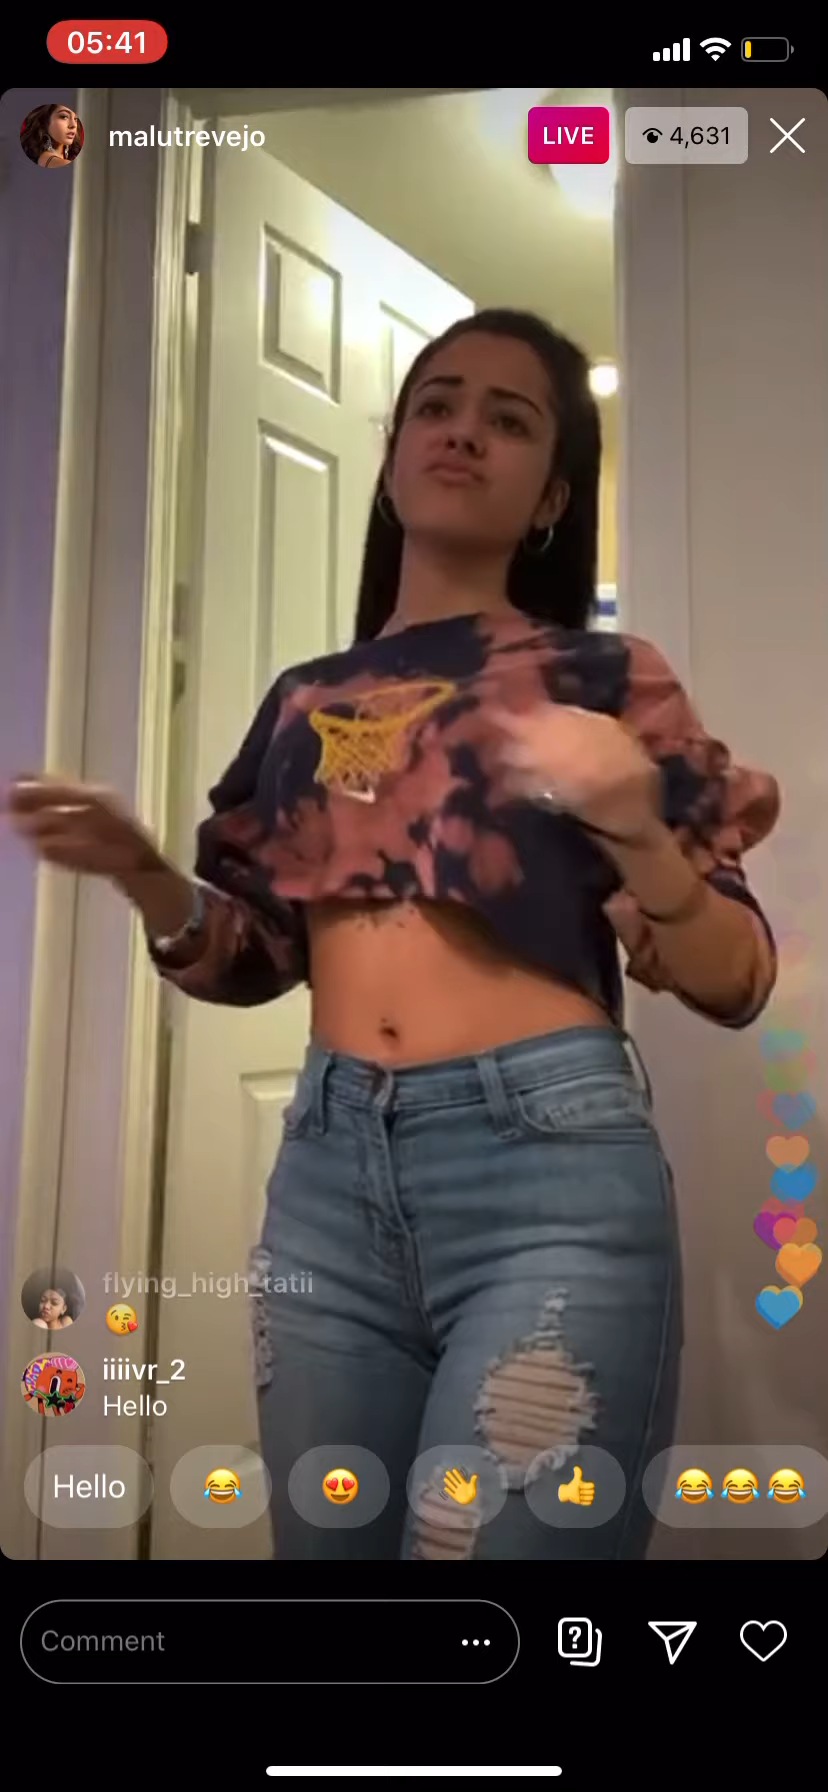 05:41
malutrevejo
LIVE
4,631
flying_high_tatii
😘
iiiivr_2
Hello
Hello 😂 😍 👋 👍 😂😂😂
Comment